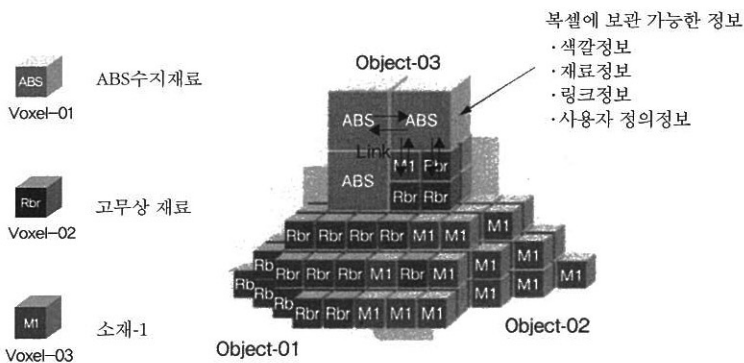 복셀에 보관 가능한 정보
·색깔정보
·재료정보
·링크정보
·사용자 정의정보
Object-03
ABS
ABS수지재료
Voxel-01
ABS ABS
Link
M1 Rbr
ABS
Rbr Rbr
Rbr
고무상 재료
Voxel-02
Rbr Rbr Rbr Rbr M1 M1 M1
Rb Rbr Rbr Rbr M1 Rbr M1 M1 M1
Rb Rb Rbr Rbr M1 M1 M1 M1 M1 M1
M1
소재-1
Voxel-03
Object-01
Object-02